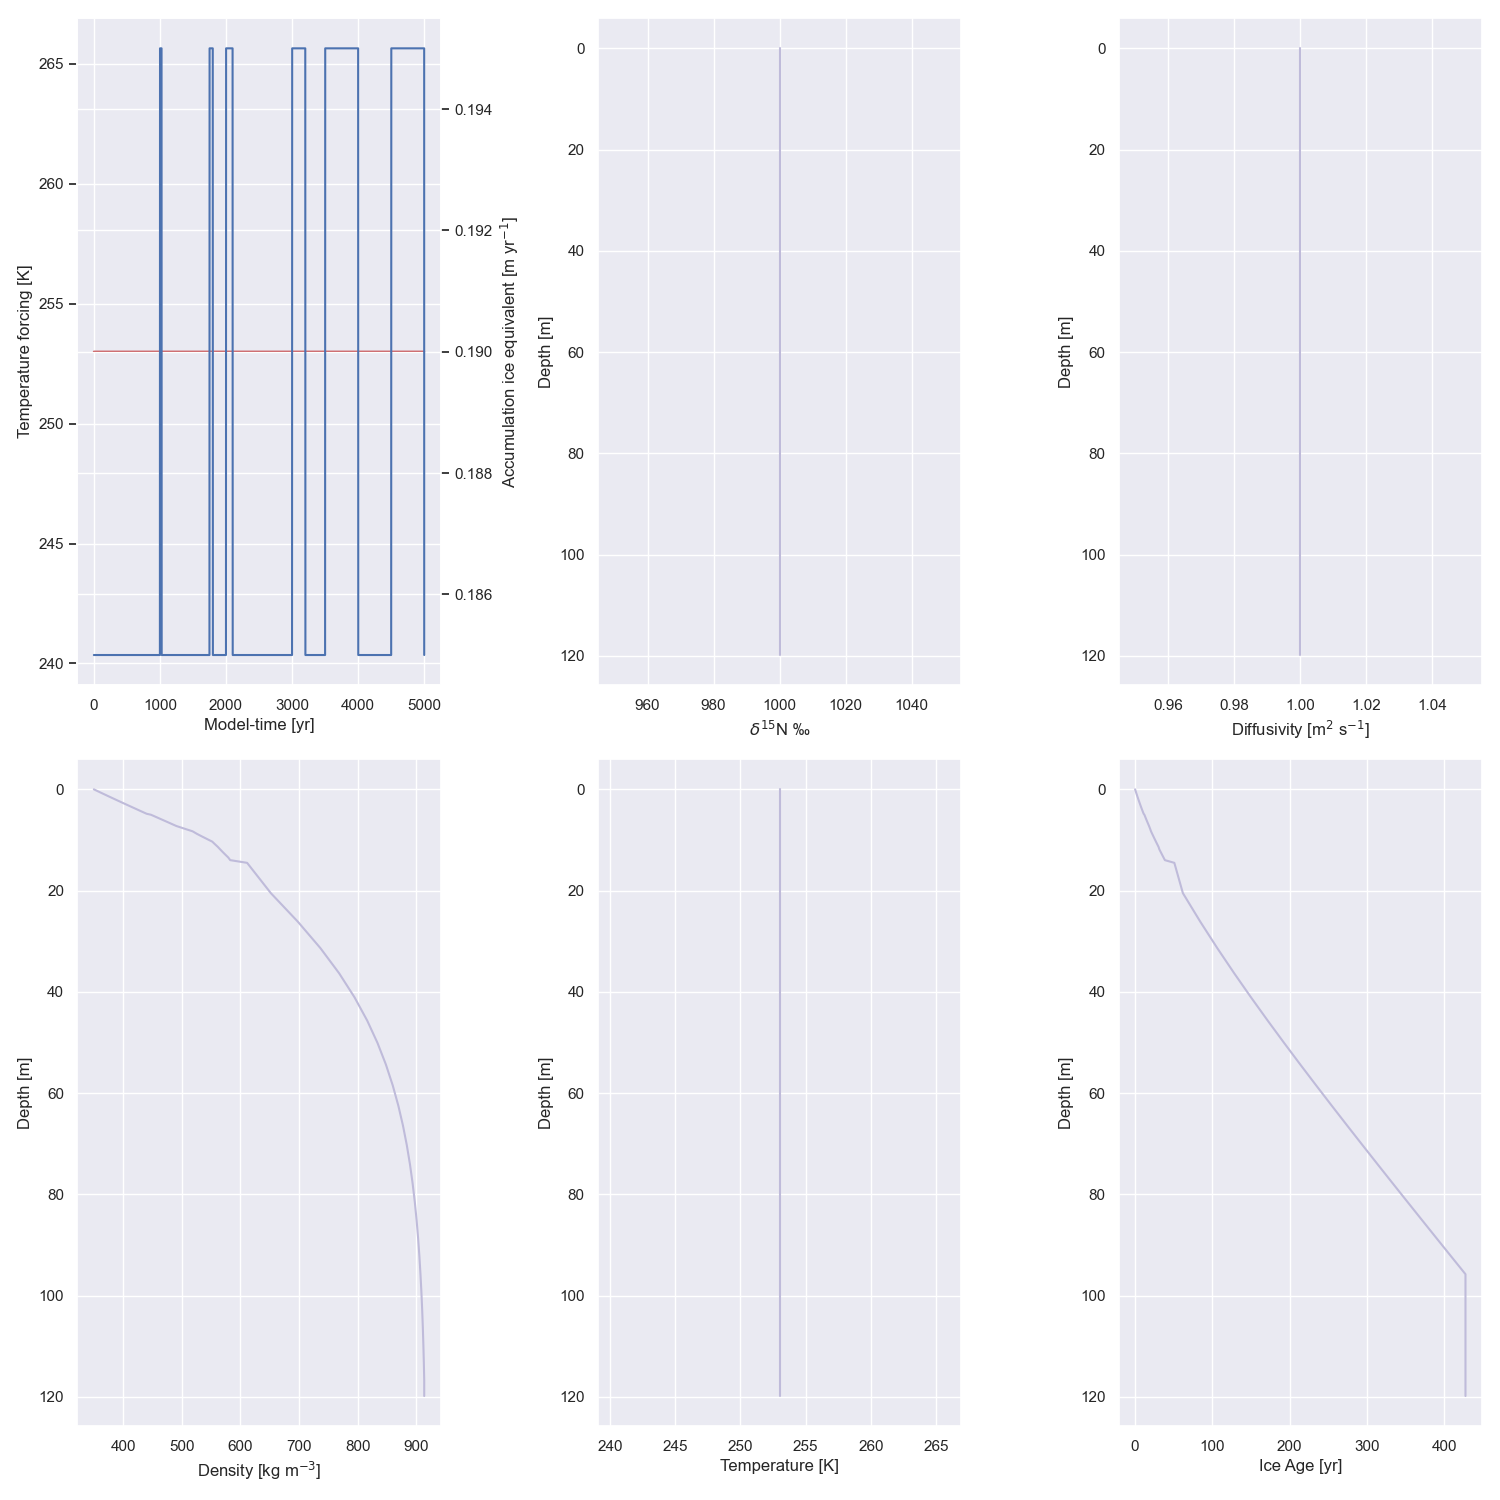 265
260
255
250
245
240
Temperature forcing [K]
0.194
0.192
0.190
0.188
0.186
Accumulation ice equivalent [m yr⁻¹]
0 1000 2000 3000 4000 5000
Model-time [yr]
0
20
40
60
80
100
120
Depth [m]
960 980 1000 1020 1040
δ¹⁵N ‰
0
20
40
60
80
100
120
Depth [m]
0.96 0.98 1.00 1.02 1.04
Diffusivity [m² s⁻¹]
0
20
40
60
80
100
120
Depth [m]
400 500 600 700 800 900
Density [kg m⁻³]
0
20
40
60
80
100
120
Depth [m]
240 245 250 255 260 265
Temperature [K]
0
20
40
60
80
100
120
Depth [m]
0 100 200 300 400
Ice Age [yr]